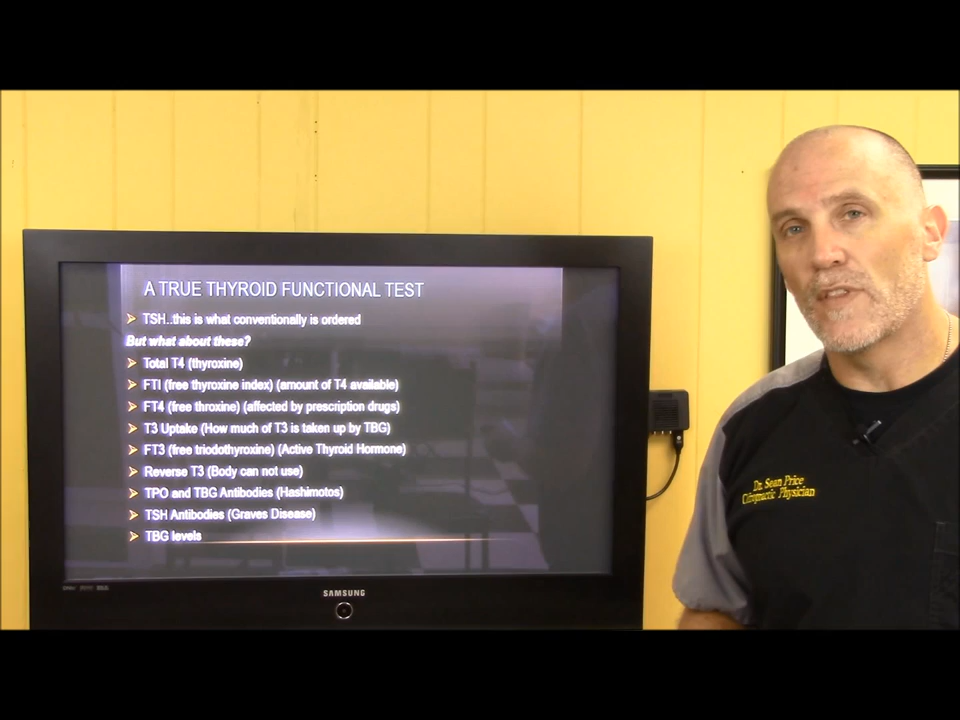 A TRUE THYROID FUNCTIONAL TEST
TSH..this is what conventionally is ordered
But what about these?
Total T4 (thyroxine)
FTI (free thyroxine index) (amount of T4 available)
FT4 (free throxine) (affected by prescription drugs)
T3 Uptake (How much of T3 is taken up by TBG)
FT3 (free triodothyroxine) (Active Thyroid Hormone)
Reverse T3 (Body can not use)
TPO and TBG Antibodies (Hashimotos)
TSH Antibodies (Graves Disease)
TBG levels
SAMSUNG
Dr. Sean Price
Chiropractic Physician